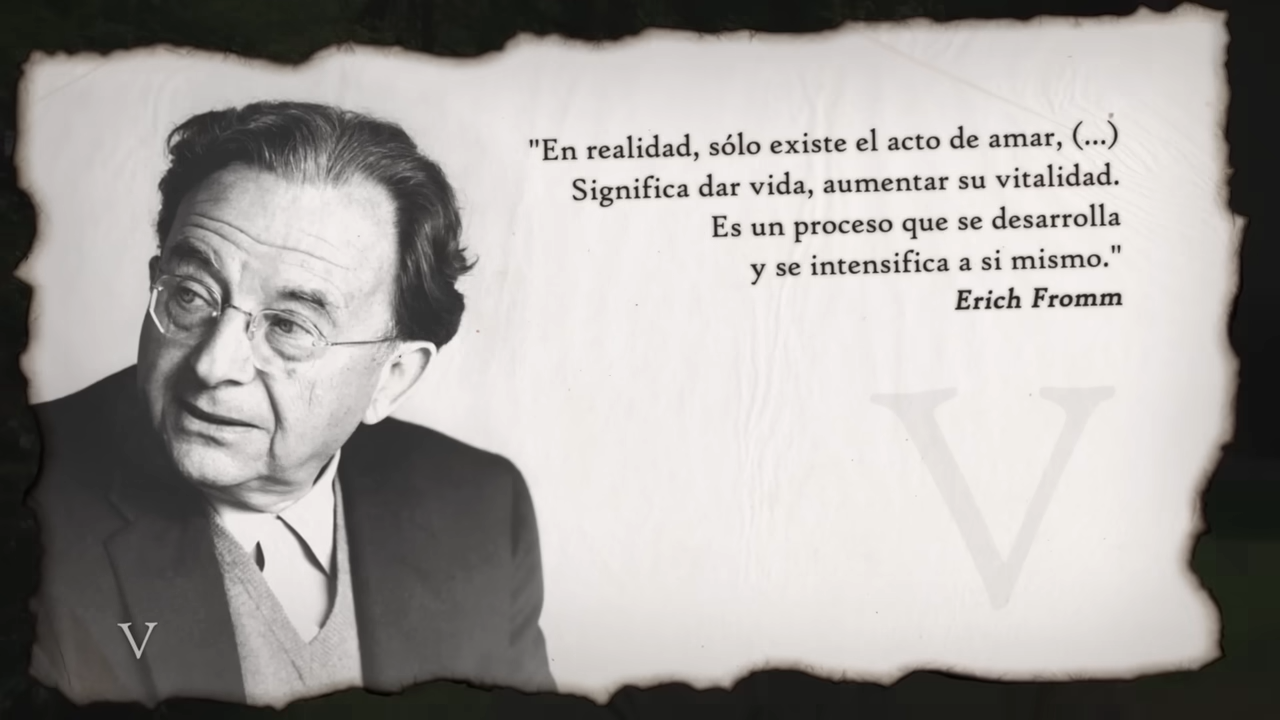 "En realidad, sólo existe el acto de amar, (...)
Significa dar vida, aumentar su vitalidad.
Es un proceso que se desarrolla
y se intensifica a si mismo."
Erich Fromm
V
V